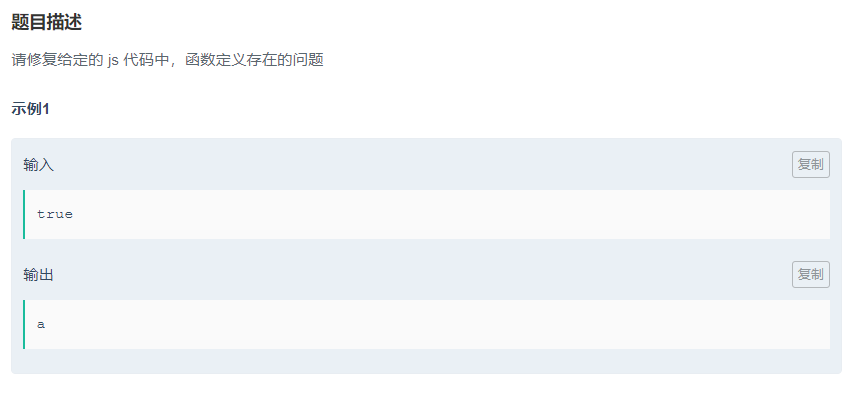 题目描述
请修复给定的 js 代码中，函数定义存在的问题
示例1
输入
复制
true
输出
复制
a